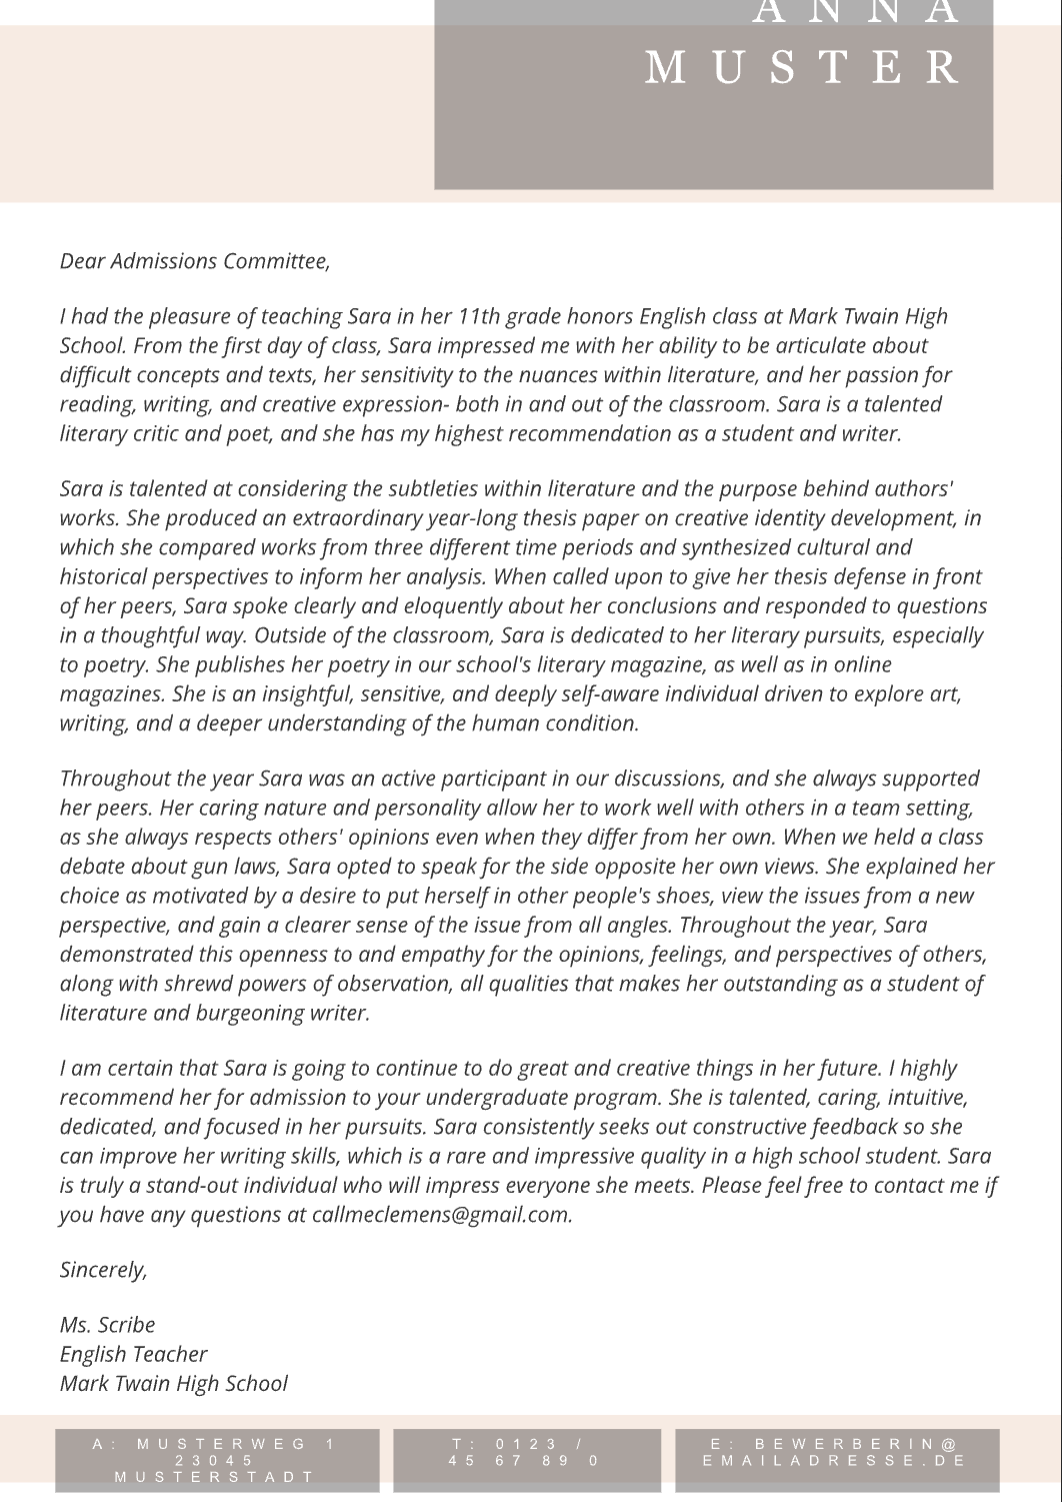 ANNA
MUSTER
Dear Admissions Committee,
I had the pleasure of teaching Sara in her 11th grade honors English class at Mark Twain High
School. From the first day of class, Sara impressed me with her ability to be articulate about
difficult concepts and texts, her sensitivity to the nuances within literature, and her passion for
reading, writing, and creative expression- both in and out of the classroom. Sara is a talented
literary critic and poet, and she has my highest recommendation as a student and writer.
Sara is talented at considering the subtleties within literature and the purpose behind authors'
works. She produced an extraordinary year-long thesis paper on creative identity development, in
which she compared works from three different time periods and synthesized cultural and
historical perspectives to inform her analysis. When called upon to give her thesis defense in front
of her peers, Sara spoke clearly and eloquently about her conclusions and responded to questions
in a thoughtful way. Outside of the classroom, Sara is dedicated to her literary pursuits, especially
to poetry. She publishes her poetry in our school's literary magazine, as well as in online
magazines. She is an insightful, sensitive, and deeply self-aware individual driven to explore art,
writing, and a deeper understanding of the human condition.
Throughout the year Sara was an active participant in our discussions, and she always supported
her peers. Her caring nature and personality allow her to work well with others in a team setting,
as she always respects others' opinions even when they differ from her own. When we held a class
debate about gun laws, Sara opted to speak for the side opposite her own views. She explained her
choice as motivated by a desire to put herself in other people's shoes, view the issues from a new
perspective, and gain a clearer sense of the issue from all angles. Throughout the year, Sara
demonstrated this openness to and empathy for the opinions, feelings, and perspectives of others,
along with shrewd powers of observation, all qualities that makes her outstanding as a student of
literature and burgeoning writer.
I am certain that Sara is going to continue to do great and creative things in her future. I highly
recommend her for admission to your undergraduate program. She is talented, caring, intuitive,
dedicated, and focused in her pursuits. Sara consistently seeks out constructive feedback so she
can improve her writing skills, which is a rare and impressive quality in a high school student. Sara
is truly a stand-out individual who will impress everyone she meets. Please feel free to contact me if
you have any questions at callmeclemens@gmail.com.
Sincerely,
Ms. Scribe
English Teacher
Mark Twain High School
A: MUSTERWEG 1
23045
MUSTERSTADT
T: 0123 /
45 67 89 0
E: BEWERBERIN@
EMAILADRESSE.DE